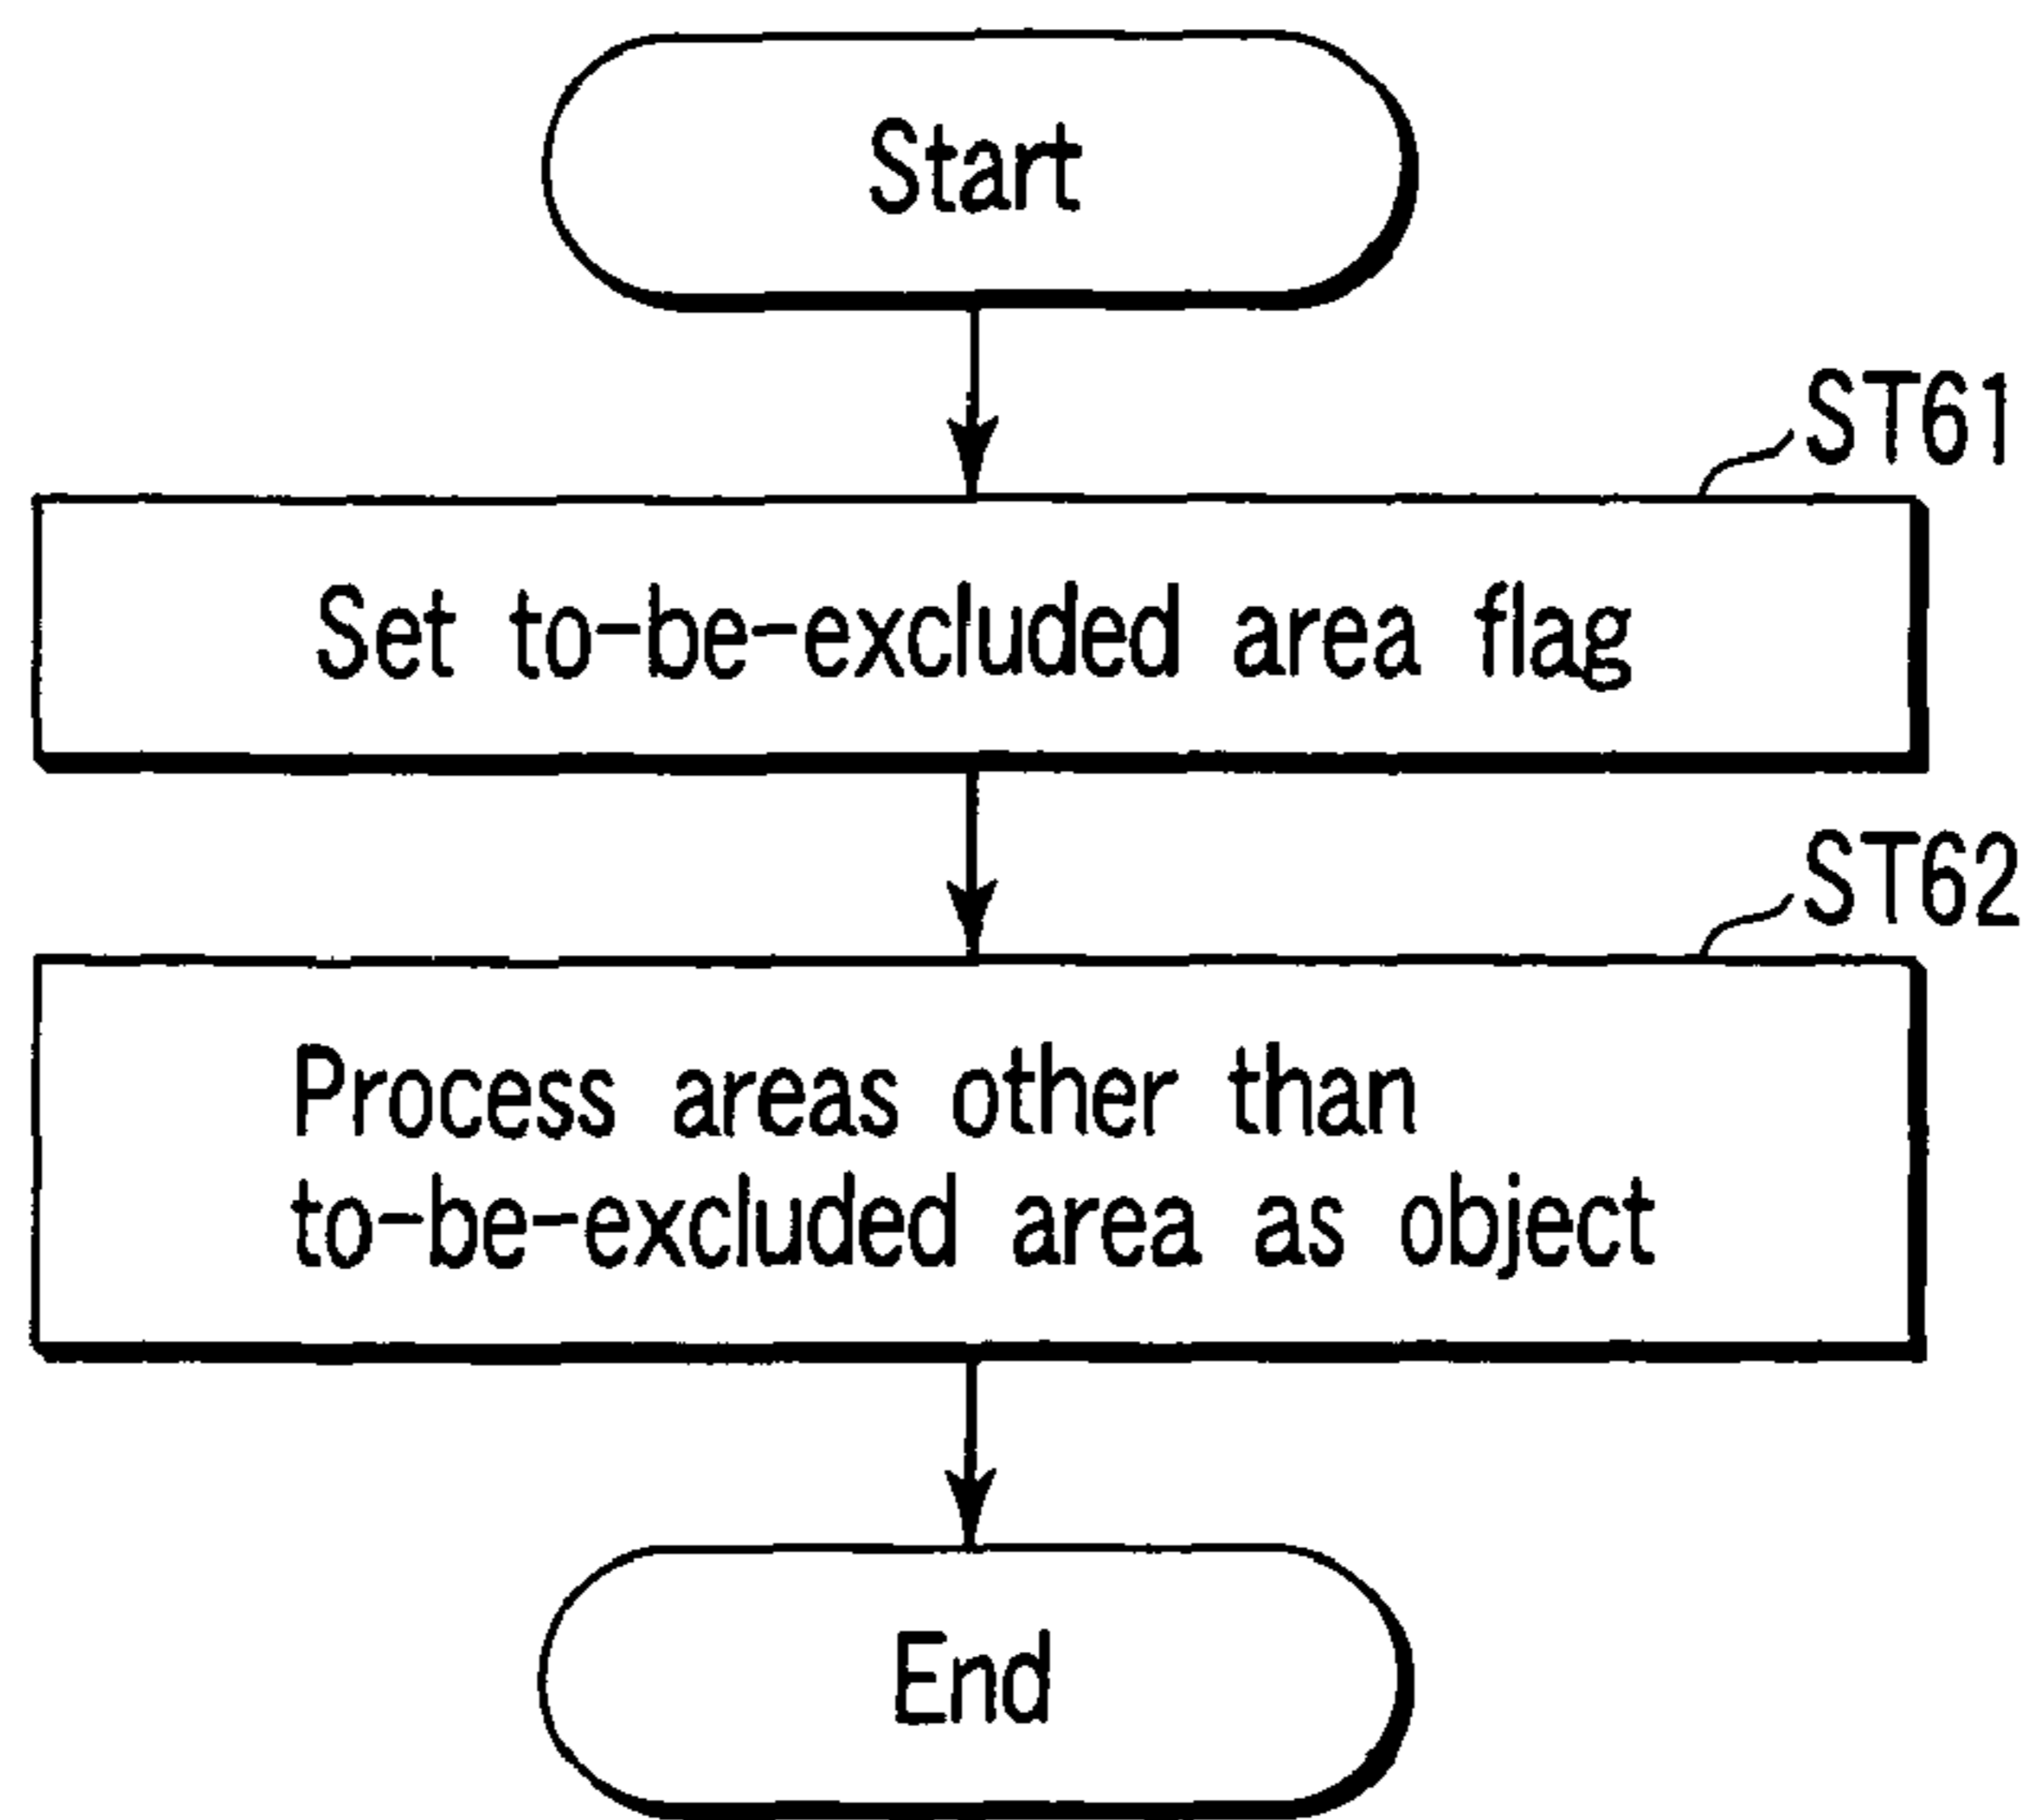 Start
ST61
Set to-be-excluded area flag
ST62
Process areas other than
to-be-excluded area as object
End